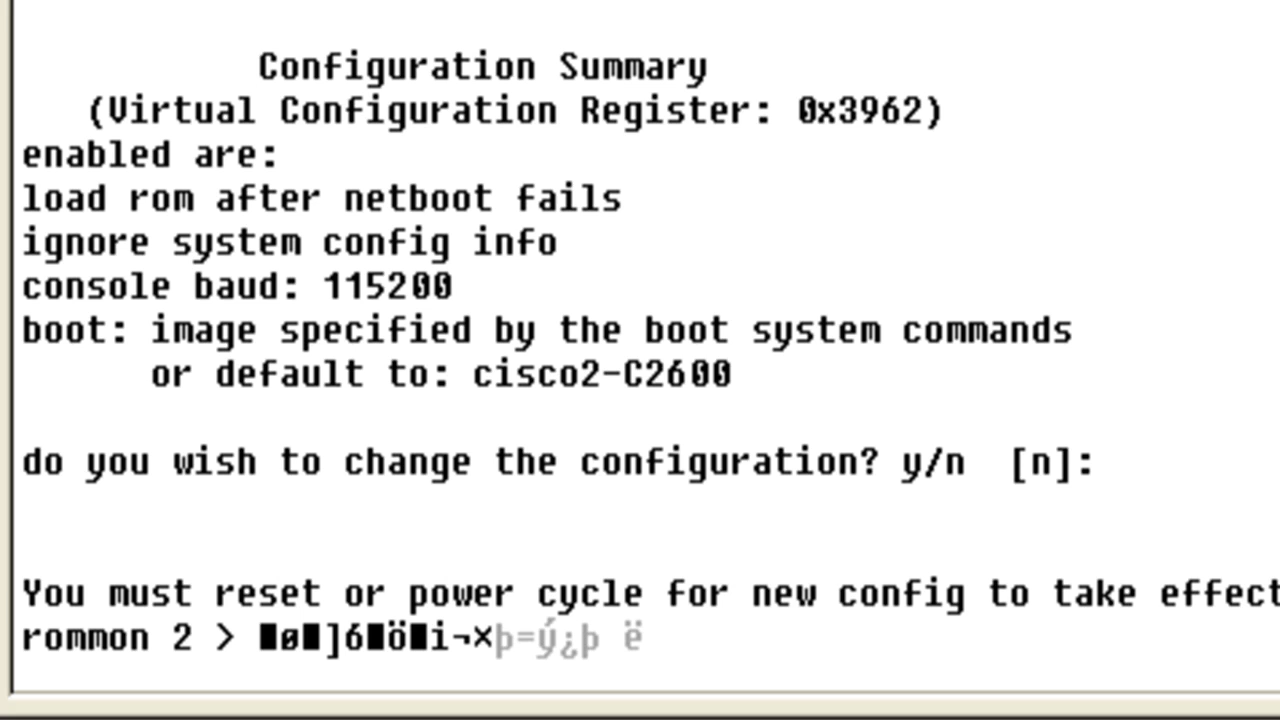 Configuration Summary
(Virtual Configuration Register: 0x3962)
enabled are:
load rom after netboot fails
ignore system config info
console baud: 115200
boot: image specified by the boot system commands
or default to: cisco2-C2600
do you wish to change the configuration? y/n [n]:
You must reset or power cycle for new config to take effect
rommon 2 > █ø█]6█ö█i¬×þ=ý¿þ ë